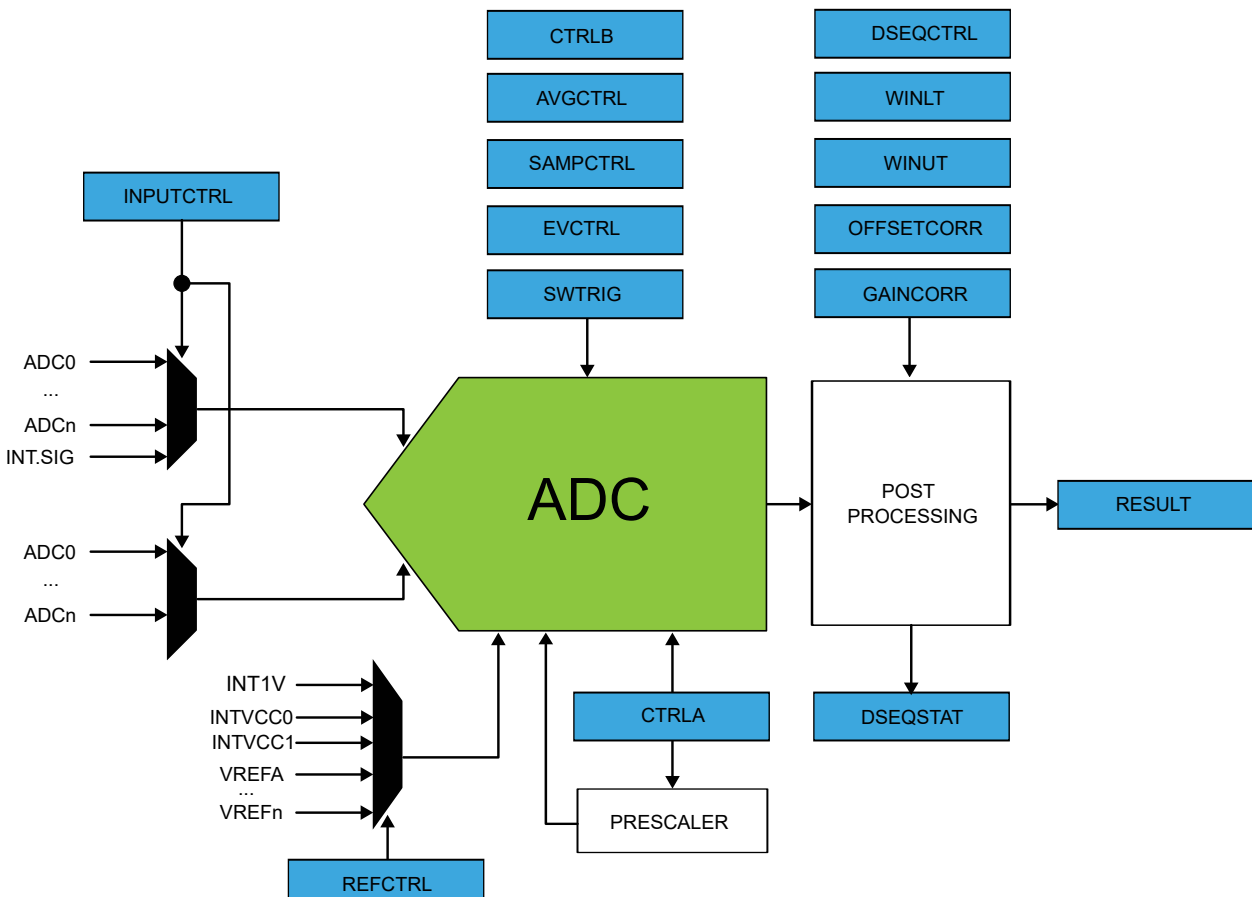 CTRLB
DSEQCTRL
AVGCTRL
WINLT
SAMPCTRL
WINUT
INPUTCTRL
EVCTRL
OFFSETCORR
SWTRIG
GAINCORR
ADC0
...
ADCn
INT.SIG
ADC
POST
PROCESSING
RESULT
ADC0
...
ADCn
INT1V
INTVCC0
INTVCC1
VREFA
...
VREFn
CTRLA
DSEQSTAT
PRESCALER
REFCTRL